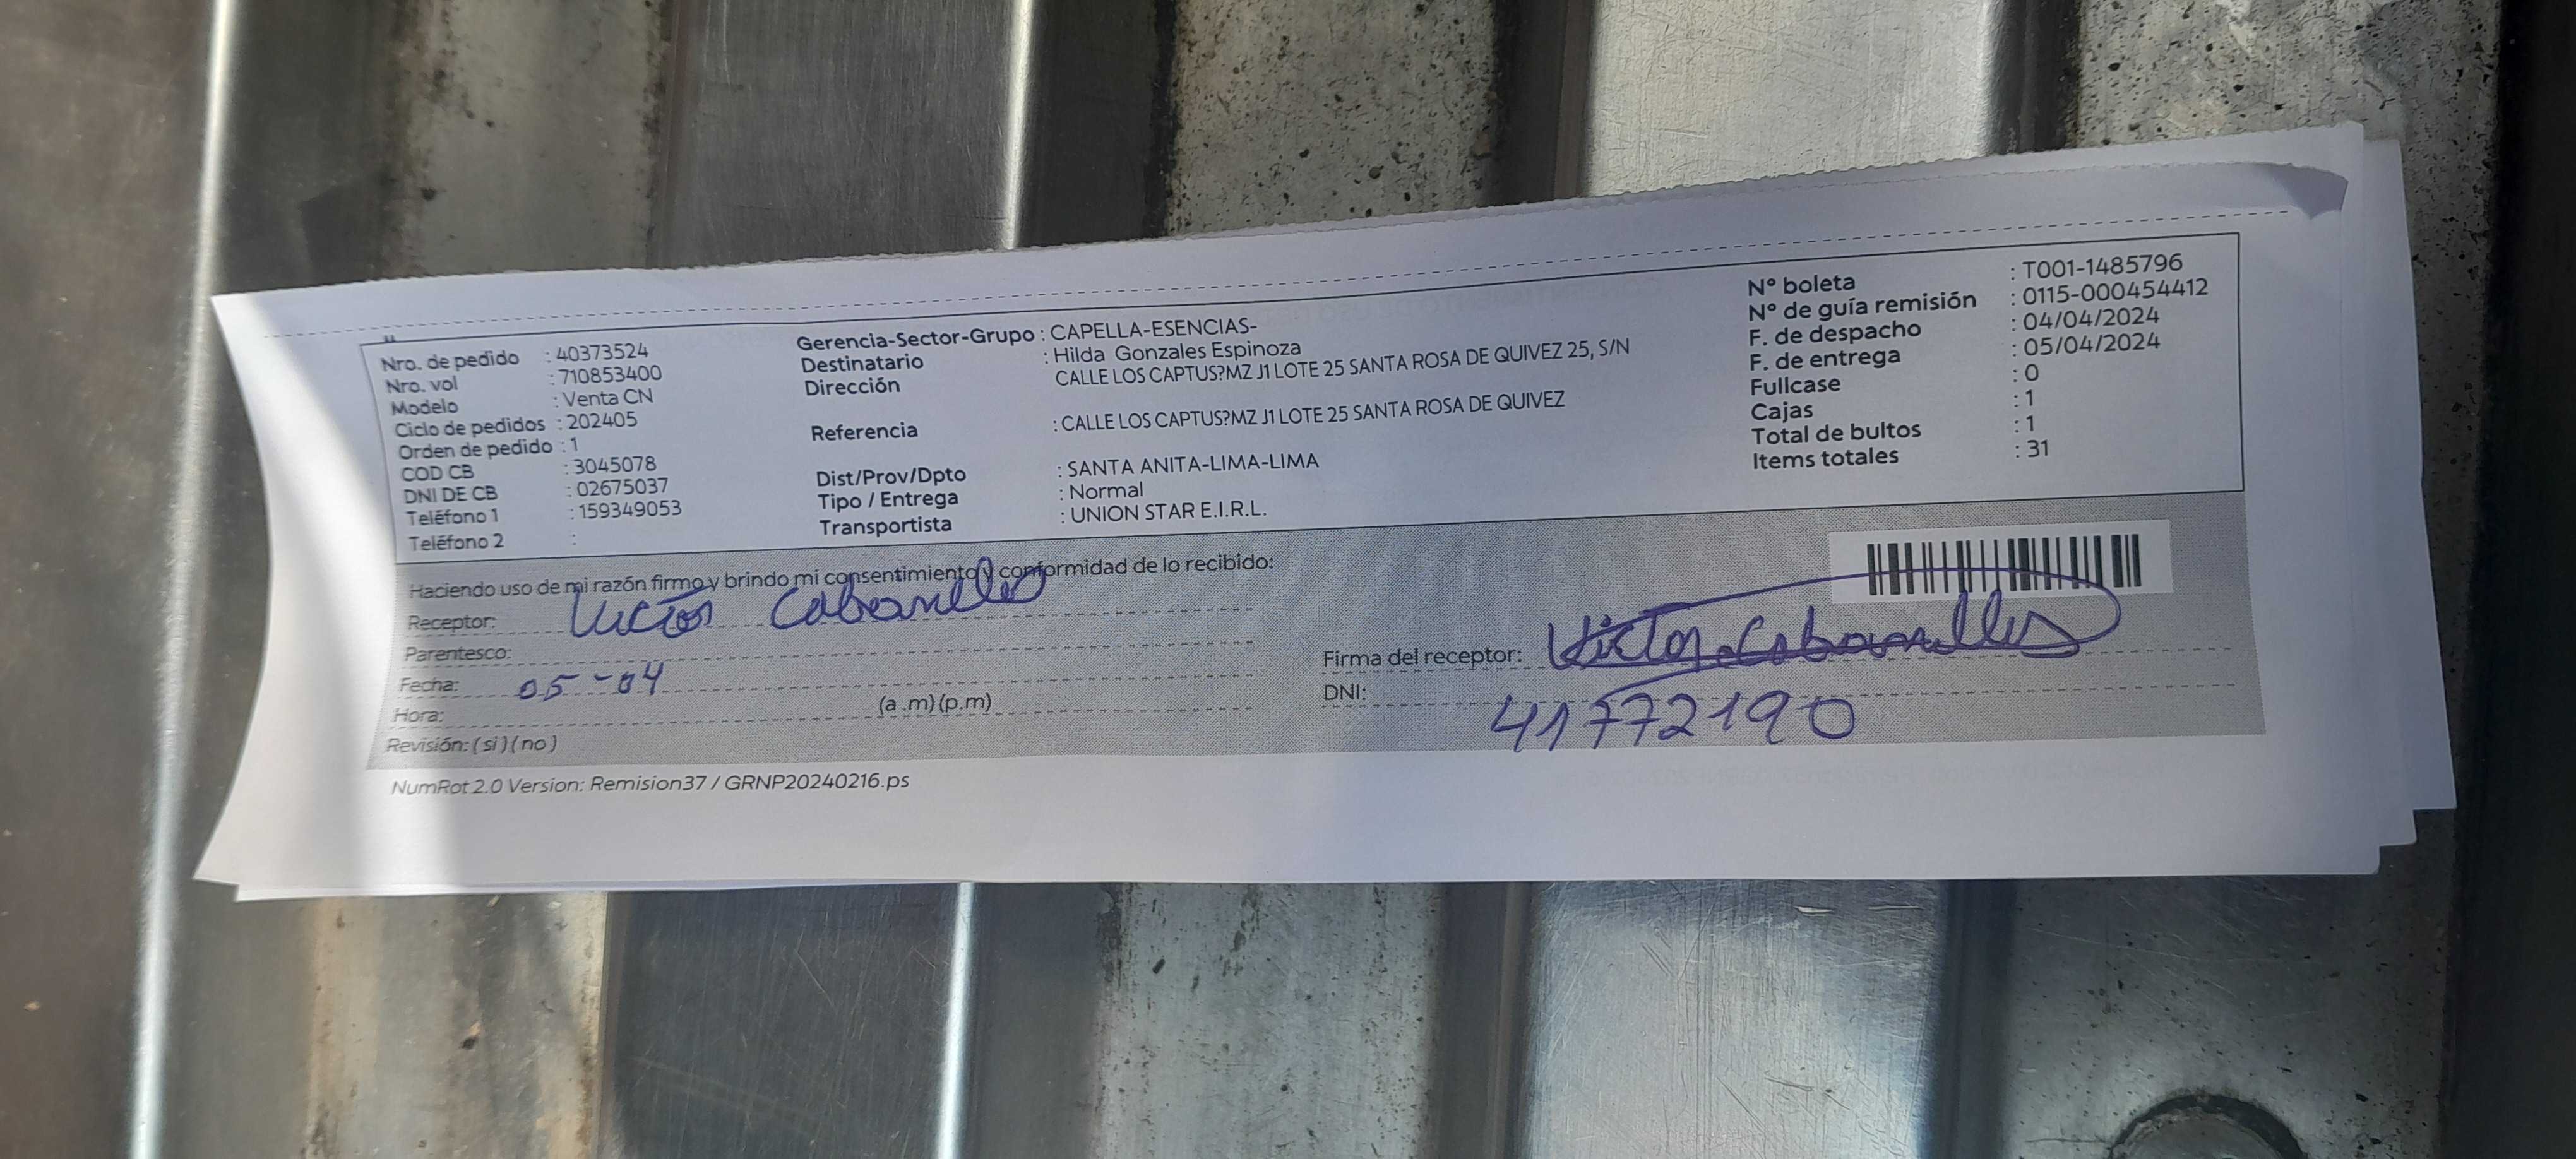 Nro. de pedido : 40373524
Nro. vol : 710853400
Modelo : Venta CN
Ciclo de pedidos : 202405
Orden de pedido : 1
COD CB : 3045078
DNI DE CB : 02675037
Teléfono 1 : 159349053
Teléfono 2 :
Gerencia-Sector-Grupo : CAPELLA-ESENCIAS-
Destinatario : Hilda Gonzales Espinoza
Dirección CALLE LOS CAPTUS?MZ J1 LOTE 25 SANTA ROSA DE QUIVEZ 25, S/N
Referencia : CALLE LOS CAPTUS?MZ J1 LOTE 25 SANTA ROSA DE QUIVEZ
Dist/Prov/Dpto : SANTA ANITA-LIMA-LIMA
Tipo / Entrega : Normal
Transportista : UNION STAR E.I.R.L.
Nº boleta : T001-1485796
Nº de guía remisión : 0115-000454412
F. de despacho : 04/04/2024
F. de entrega : 05/04/2024
Fullcase : 0
Cajas : 1
Total de bultos : 1
Items totales : 31
Haciendo uso de mi razón firmo y brindo mi consentimiento y conformidad de lo recibido:
Receptor: Victor Cabanillas
Parentesco:
Fecha: 05-04
Hora: (a .m) (p.m)
Revisión: ( si ) ( no )
Firma del receptor: Victor Cabanillas
DNI: 41772190
NumRot 2.0 Version: Remision37 / GRNP20240216.ps